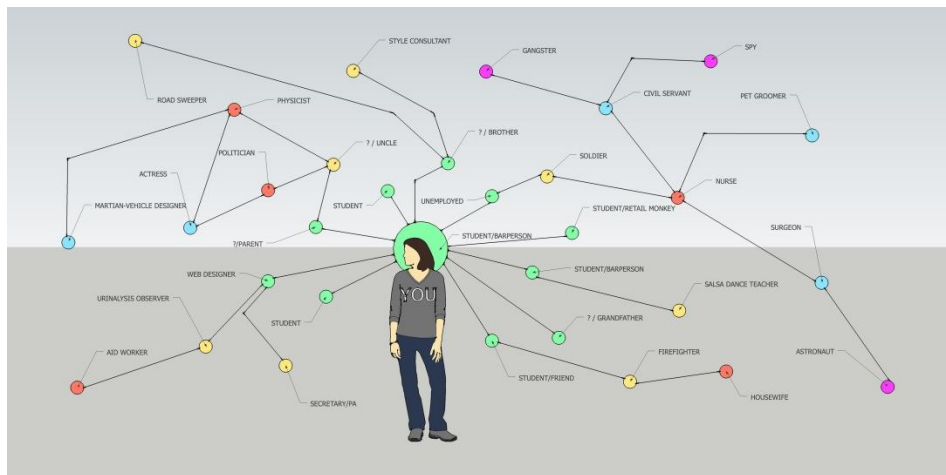 STYLE CONSULTANT
GANGSTER
SPY
ROAD SWEEPER
PHYSICIST
CIVIL SERVANT
PET GROOMER
? / UNCLE
? / BROTHER
POLITICIAN
SOLDIER
ACTRESS
STUDENT
UNEMPLOYED
NURSE
MARTIAN-VEHICLE DESIGNER
STUDENT/RETAIL MONKEY
?/PARENT
STUDENT/BARPERSON
SURGEON
WEB DESIGNER
STUDENT/BARPERSON
SALSA DANCE TEACHER
URINALYSIS OBSERVER
YOU
STUDENT
? / GRANDFATHER
AID WORKER
FIREFIGHTER
ASTRONAUT
STUDENT/FRIEND
HOUSEWIFE
SECRETARY/PA